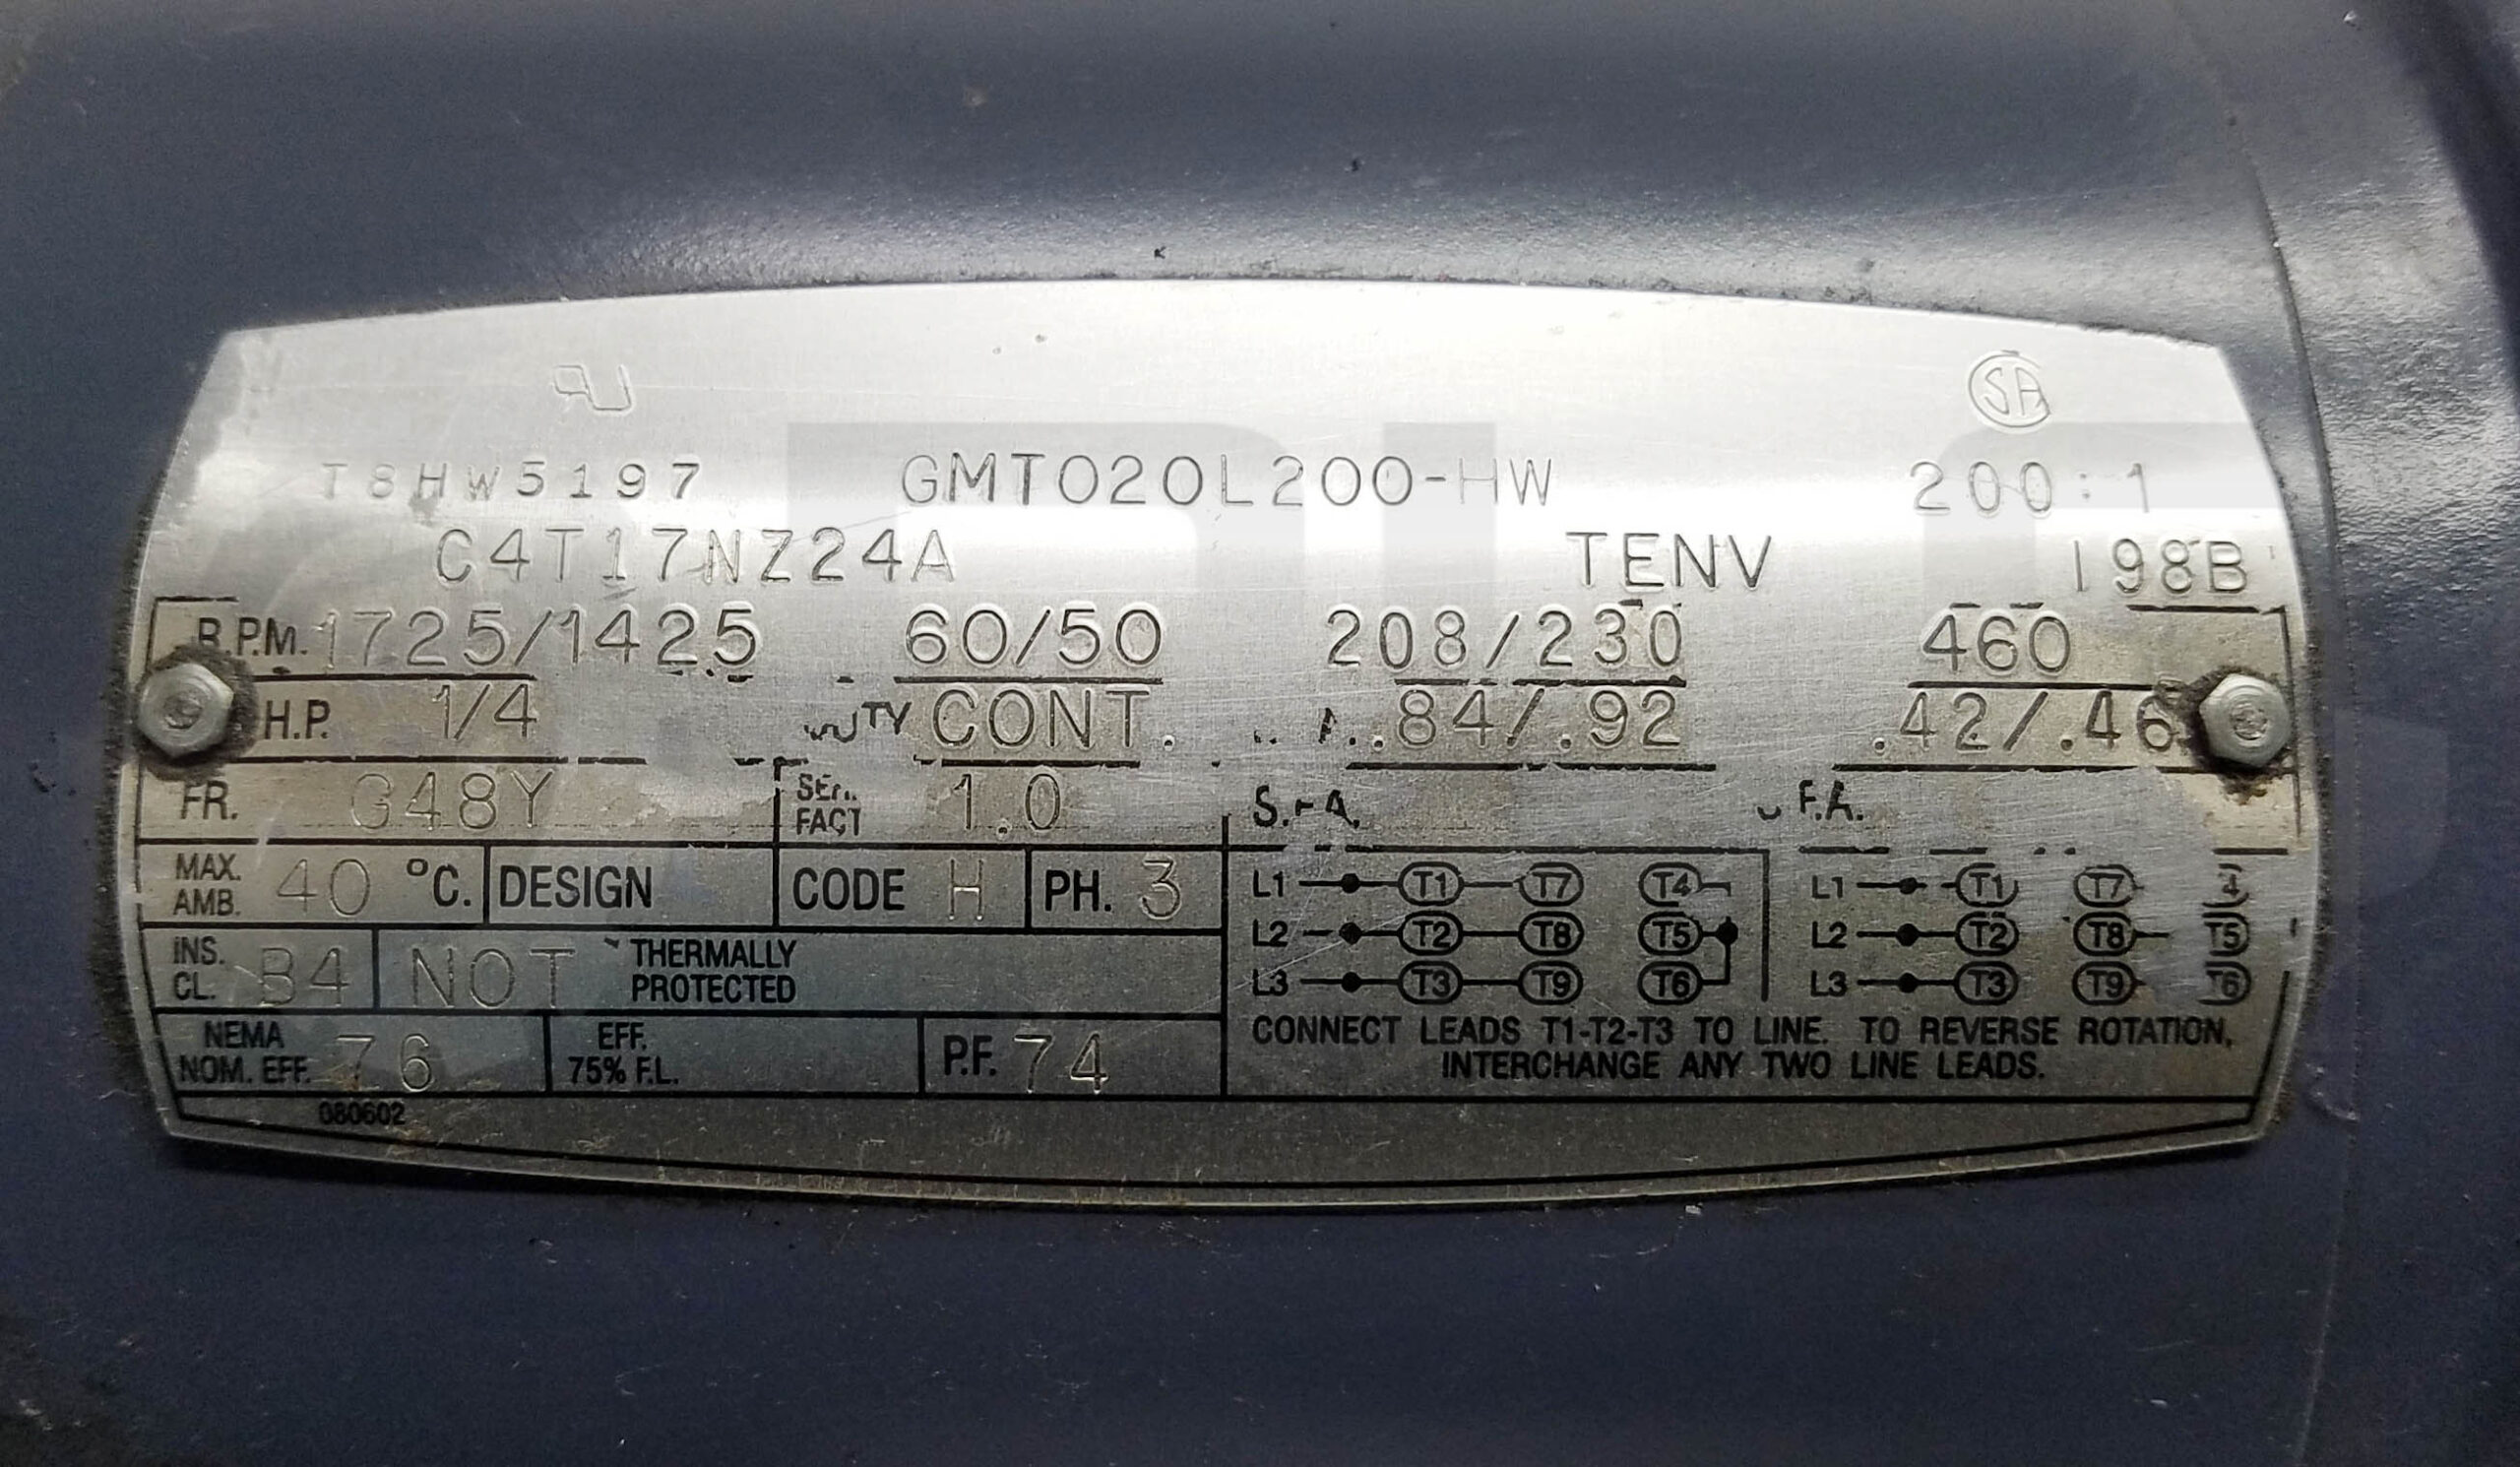 T8HW5197 GMT020L200-HW 200:1
C4T17NZ24A TENV 198B
R.P.M. 1725/1425 60/50 208/230 460
H.P. 1/4 CONT. .84/.92 .42/.46
FR. G48Y FACT 1.0 F.A.
MAX. AMB. 40 °C. DESIGN CODE H PH. 3
INS. CL. B4 NOT THERMALLY PROTECTED
NEMA NOM. EFF. 76 EFF. 75% F.L. P.F. 74
080602
L1 T1 T7 T4 L1 T1 T7
L2 T2 T8 T5 L2 T2 T8 T5
L3 T3 T9 T6 L3 T3 T9 T6
CONNECT LEADS T1-T2-T3 TO LINE. TO REVERSE ROTATION,
INTERCHANGE ANY TWO LINE LEADS.